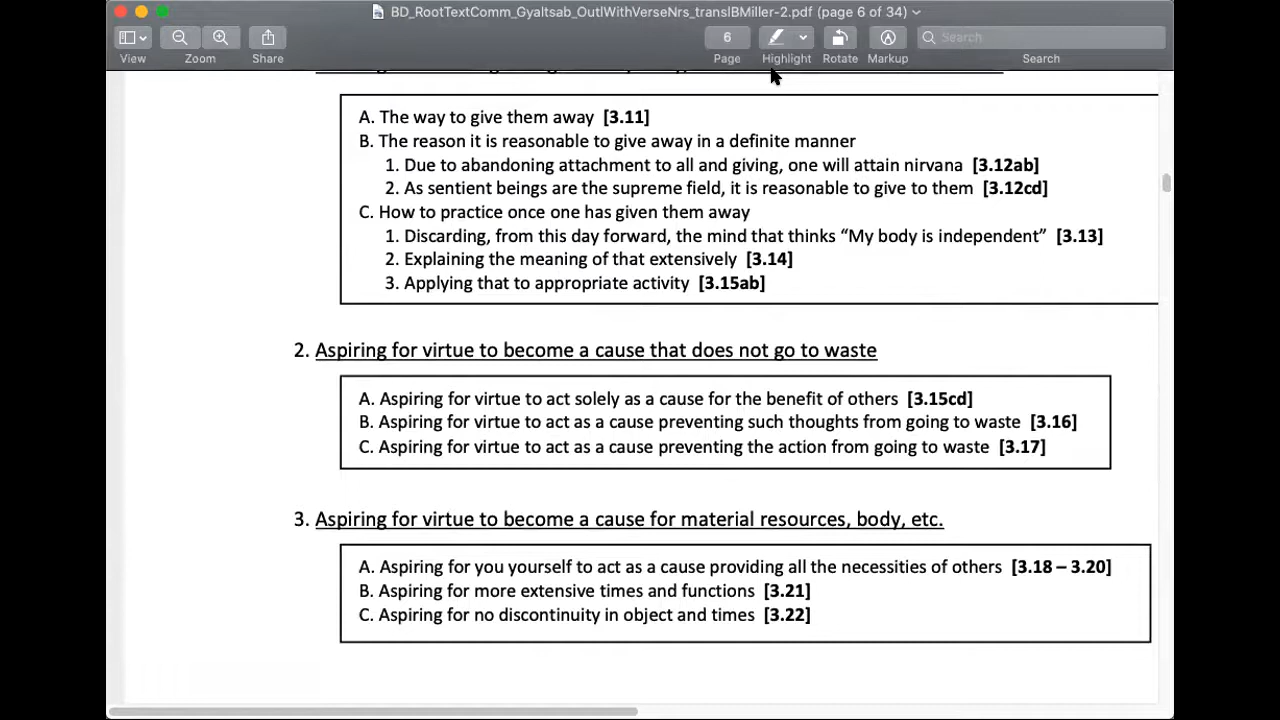 BD_RootTextComm_Gyaltsab_OutlWithVerseNrs_translBMiller-2.pdf (page 6 of 34)
6
Search
View
Zoom
Share
Page
Highlight
Rotate
Markup
Search
A. The way to give them away [3.11]
B. The reason it is reasonable to give away in a definite manner
1. Due to abandoning attachment to all and giving, one will attain nirvana [3.12ab]
2. As sentient beings are the supreme field, it is reasonable to give to them [3.12cd]
C. How to practice once one has given them away
1. Discarding, from this day forward, the mind that thinks “My body is independent” [3.13]
2. Explaining the meaning of that extensively [3.14]
3. Applying that to appropriate activity [3.15ab]
2. Aspiring for virtue to become a cause that does not go to waste
A. Aspiring for virtue to act solely as a cause for the benefit of others [3.15cd]
B. Aspiring for virtue to act as a cause preventing such thoughts from going to waste [3.16]
C. Aspiring for virtue to act as a cause preventing the action from going to waste [3.17]
3. Aspiring for virtue to become a cause for material resources, body, etc.
A. Aspiring for you yourself to act as a cause providing all the necessities of others [3.18 – 3.20]
B. Aspiring for more extensive times and functions [3.21]
C. Aspiring for no discontinuity in object and times [3.22]